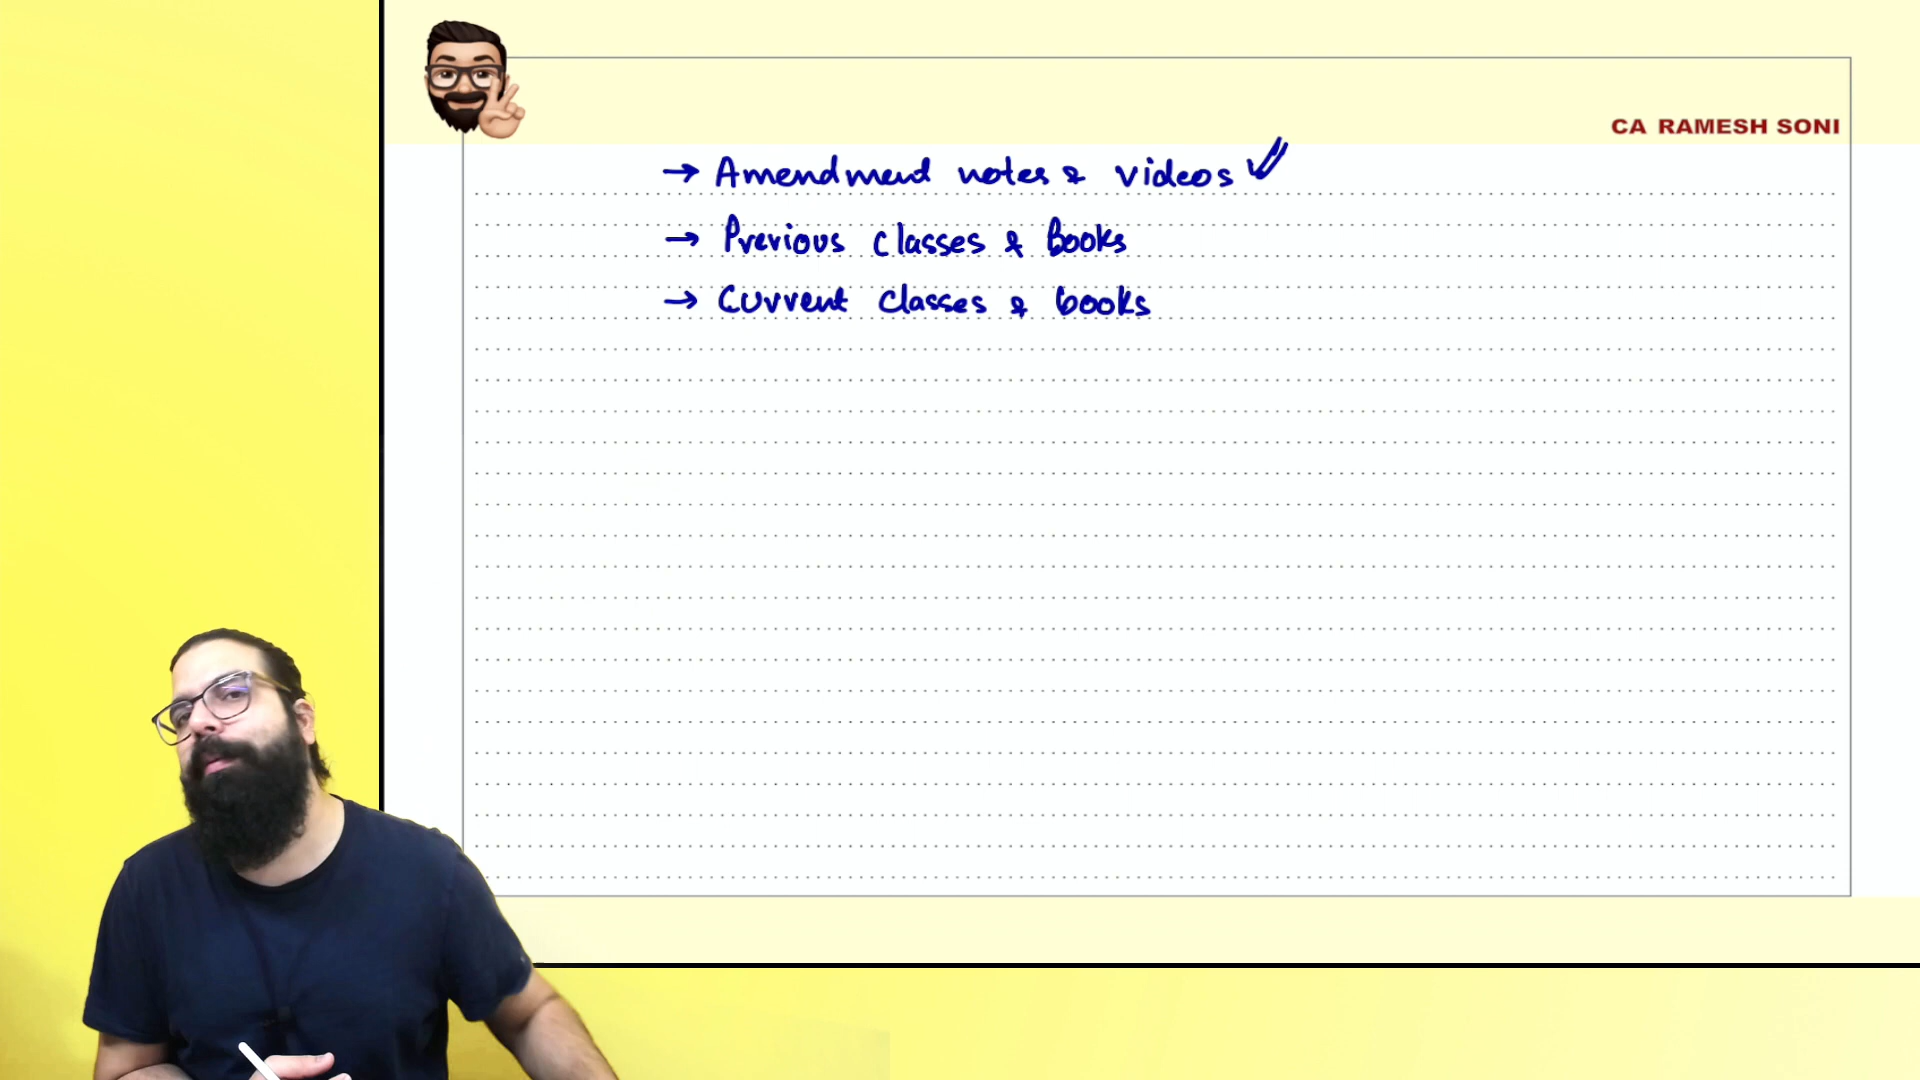 CA RAMESH SONI
→ Amendment notes & videos ✓
→ Previous classes & Books
→ Current classes & books